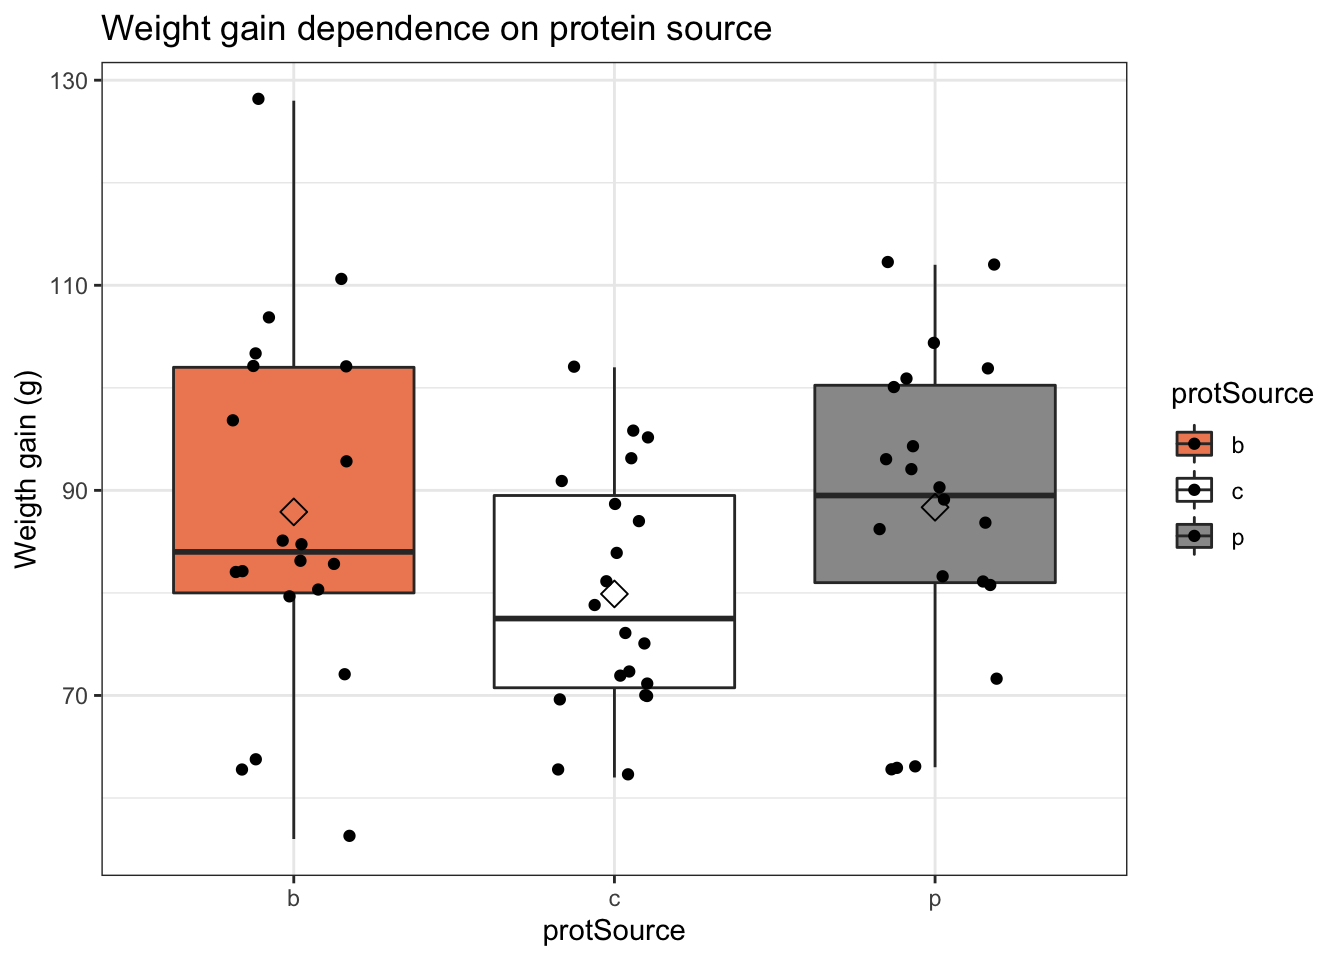 Weight gain dependence on protein source
130
110
90
70
Weigth gain (g)
b
c
p
protSource
protSource
b
c
p